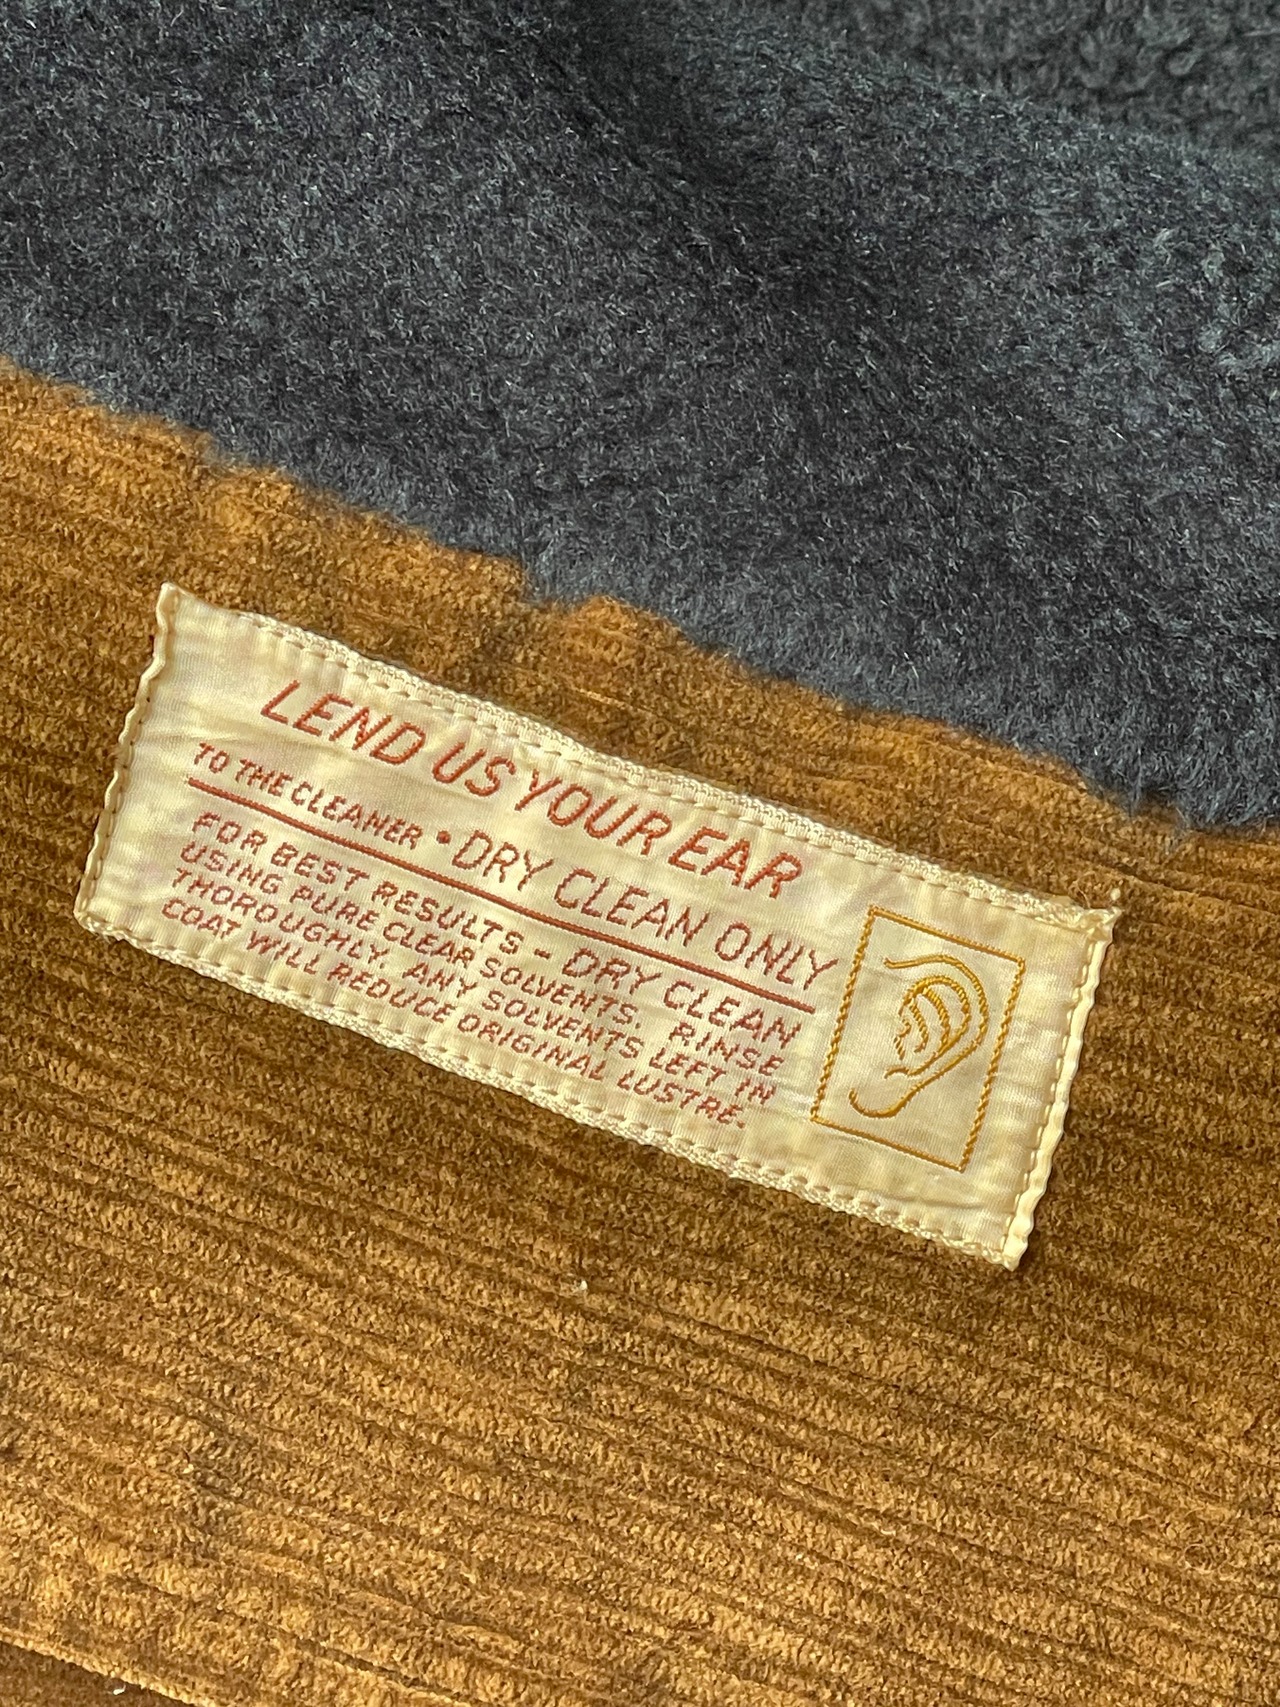 LEND US YOUR EAR
TO THE CLEANER • DRY CLEAN ONLY
FOR BEST RESULTS – DRY CLEAN
USING PURE CLEAR SOLVENTS. RINSE
THOROUGHLY. ANY SOLVENTS LEFT IN
COAT WILL REDUCE ORIGINAL LUSTRE.